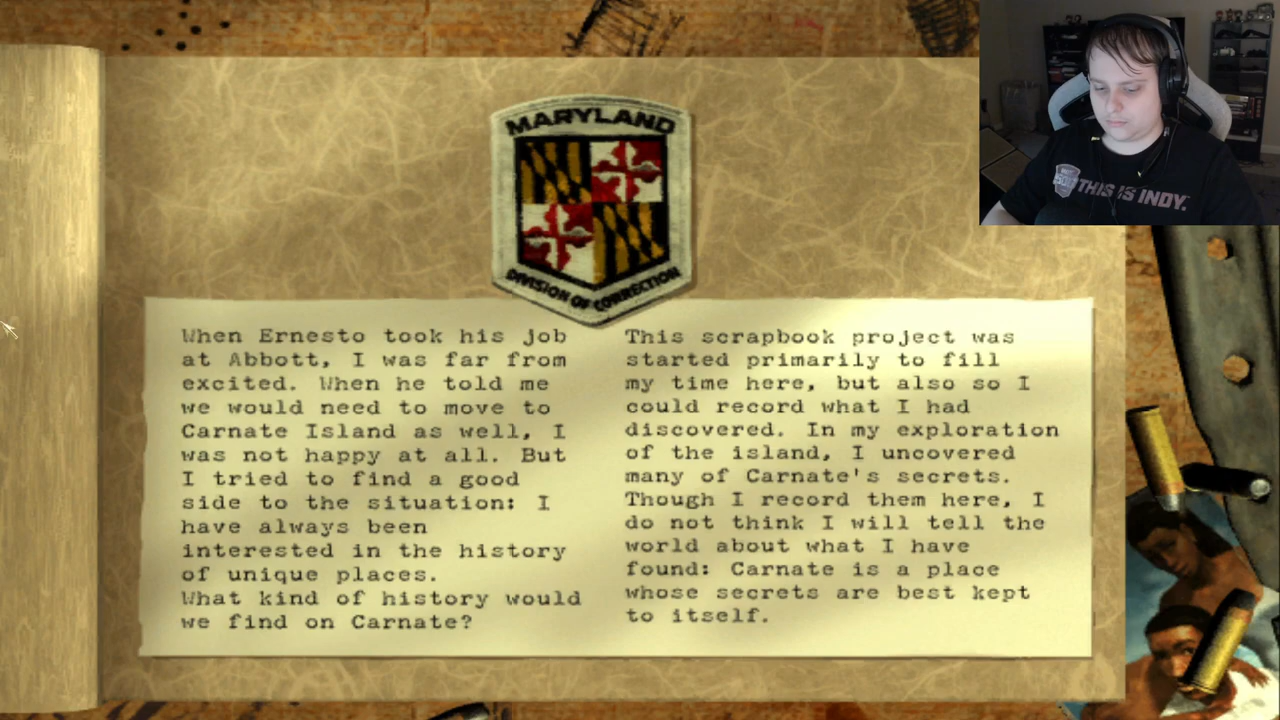 MARYLAND
DIVISION OF CORRECTION
When Ernesto took his job
at Abbott, I was far from
excited. When he told me
we would need to move to
Carnate Island as well, I
was not happy at all. But
I tried to find a good
side to the situation: I
have always been
interested in the history
of unique places.
What kind of history would
we find on Carnate?
This scrapbook project was
started primarily to fill
my time here, but also so I
could record what I had
discovered. In my exploration
of the island, I uncovered
many of Carnate's secrets.
Though I record them here, I
do not think I will tell the
world about what I have
found: Carnate is a place
whose secrets are best kept
to itself.
THIS IS INDY.